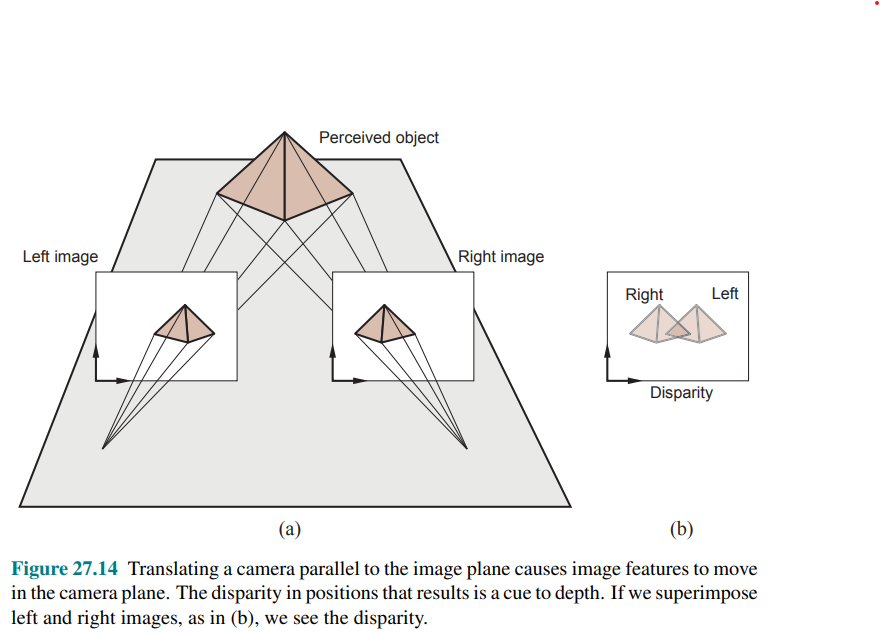 Perceived object
Left image
Right image
Right
Left
Disparity
(a)
(b)
Figure 27.14 Translating a camera parallel to the image plane causes image features to move
in the camera plane. The disparity in positions that results is a cue to depth. If we superimpose
left and right images, as in (b), we see the disparity.